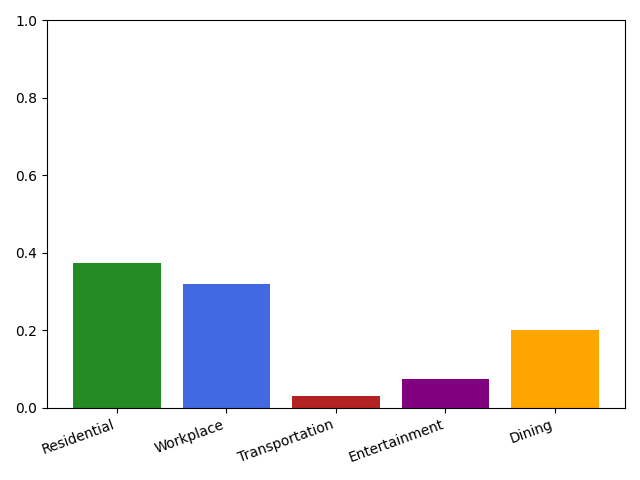 1.0
0.8
0.6
0.4
0.2
0.0
Residential
Workplace
Transportation
Entertainment
Dining